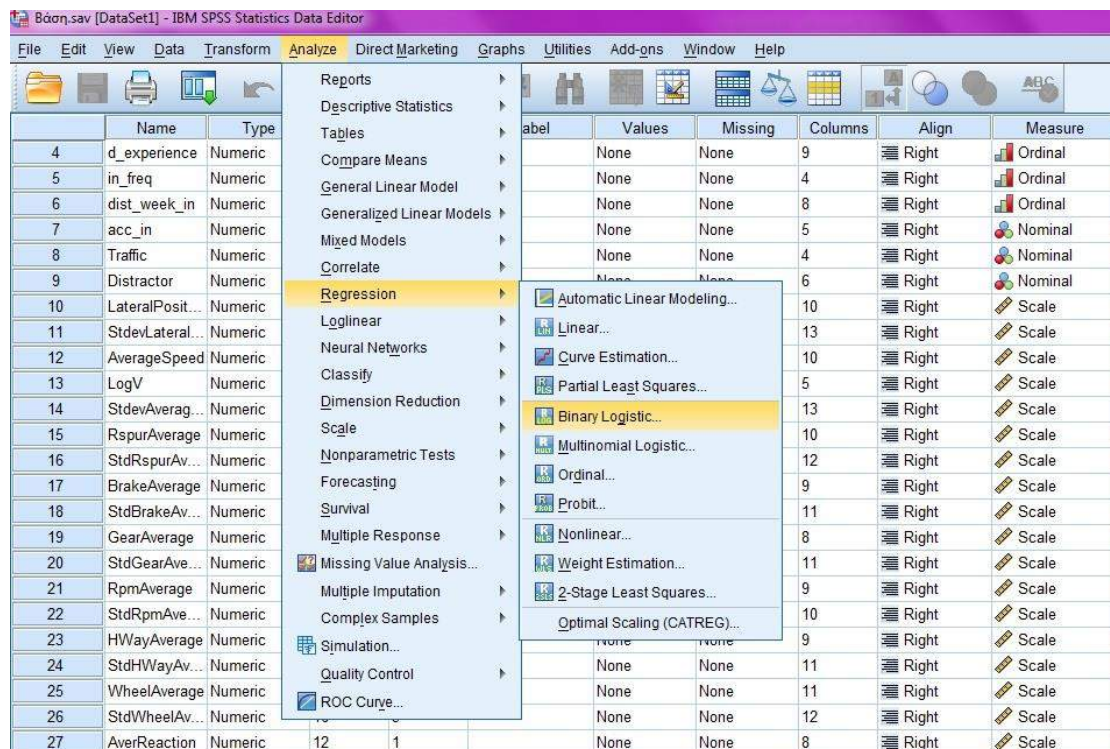 Βάση.sav [DataSet1] - IBM SPSS Statistics Data Editor
File Edit View Data Transform Analyze Direct Marketing Graphs Utilities Add-ons Window Help
Reports
Descriptive Statistics
Tables
Compare Means
General Linear Model
Generalized Linear Models
Mixed Models
Correlate
Regression
Loglinear
Neural Networks
Classify
Dimension Reduction
Scale
Nonparametric Tests
Forecasting
Survival
Multiple Response
Missing Value Analysis...
Multiple Imputation
Complex Samples
Simulation...
Quality Control
ROC Curve...
Automatic Linear Modeling...
Linear...
Curve Estimation...
Partial Least Squares...
Binary Logistic...
Multinomial Logistic...
Ordinal...
Probit...
Nonlinear...
Weight Estimation...
2-Stage Least Squares...
Optimal Scaling (CATREG)...
Name Type abel Values Missing Columns Align Measure
4 d_experience Numeric None None 9 Right Ordinal
5 in_freq Numeric None None 4 Right Ordinal
6 dist_week_in Numeric None None 8 Right Ordinal
7 acc_in Numeric None None 5 Right Nominal
8 Traffic Numeric None None 4 Right Nominal
9 Distractor Numeric None None 6 Right Nominal
10 LateralPosit... Numeric 10 Right Scale
11 StdevLateral... Numeric 13 Right Scale
12 AverageSpeed Numeric 10 Right Scale
13 LogV Numeric 5 Right Scale
14 StdevAverag... Numeric 13 Right Scale
15 RspurAverage Numeric 10 Right Scale
16 StdRspurAv... Numeric 12 Right Scale
17 BrakeAverage Numeric 9 Right Scale
18 StdBrakeAv... Numeric 11 Right Scale
19 GearAverage Numeric 8 Right Scale
20 StdGearAve... Numeric 11 Right Scale
21 RpmAverage Numeric 9 Right Scale
22 StdRpmAve... Numeric 10 Right Scale
23 HWayAverage Numeric None None 9 Right Scale
24 StdHWayAv... Numeric None None 11 Right Scale
25 WheelAverage Numeric None None 11 Right Scale
26 StdWheelAv... Numeric None None 12 Right Scale
27 AverReaction Numeric 12 1 None None 8 Right Scale